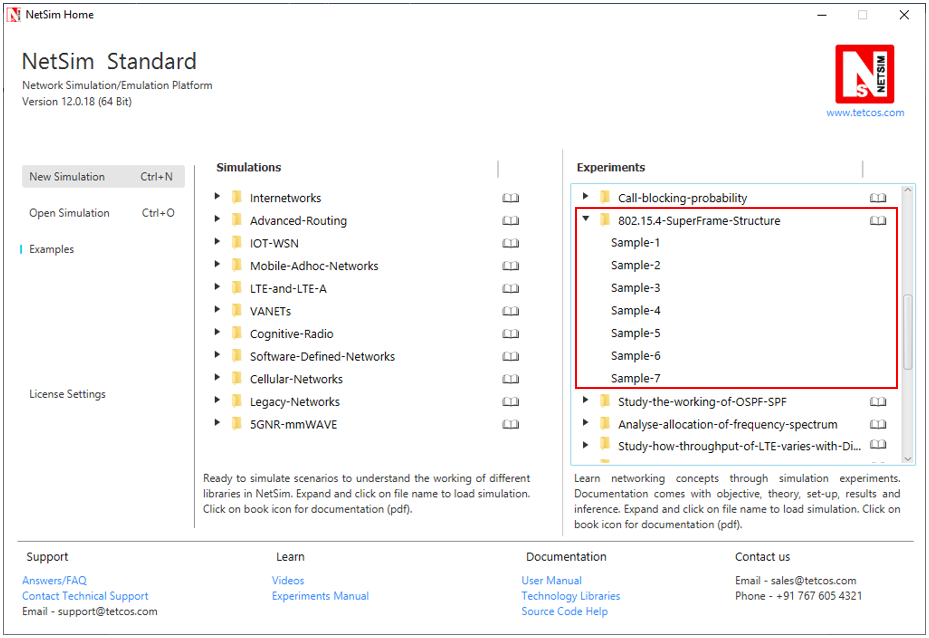 NetSim Home
NetSim Standard
Network Simulation/Emulation Platform
Version 12.0.18 (64 Bit)
NETSIM
NS
www.tetcos.com
New Simulation Ctrl+N
Open Simulation Ctrl+O
Examples
License Settings
Simulations
Internetworks
Advanced-Routing
IOT-WSN
Mobile-Adhoc-Networks
LTE-and-LTE-A
VANETs
Cognitive-Radio
Software-Defined-Networks
Cellular-Networks
Legacy-Networks
5GNR-mmWAVE
Ready to simulate scenarios to understand the working of different
libraries in NetSim. Expand and click on file name to load simulation.
Click on book icon for documentation (pdf).
Experiments
Call-blocking-probability
802.15.4-SuperFrame-Structure
Sample-1
Sample-2
Sample-3
Sample-4
Sample-5
Sample-6
Sample-7
Study-the-working-of-OSPF-SPF
Analyse-allocation-of-frequency-spectrum
Study-how-throughput-of-LTE-varies-with-Di...
Learn networking concepts through simulation experiments.
Documentation comes with objective, theory, set-up, results and
inference. Expand and click on file name to load simulation. Click on
book icon for documentation (pdf).
Support
Answers/FAQ
Contact Technical Support
Email - support@tetcos.com
Learn
Videos
Experiments Manual
Documentation
User Manual
Technology Libraries
Source Code Help
Contact us
Email - sales@tetcos.com
Phone - +91 767 605 4321